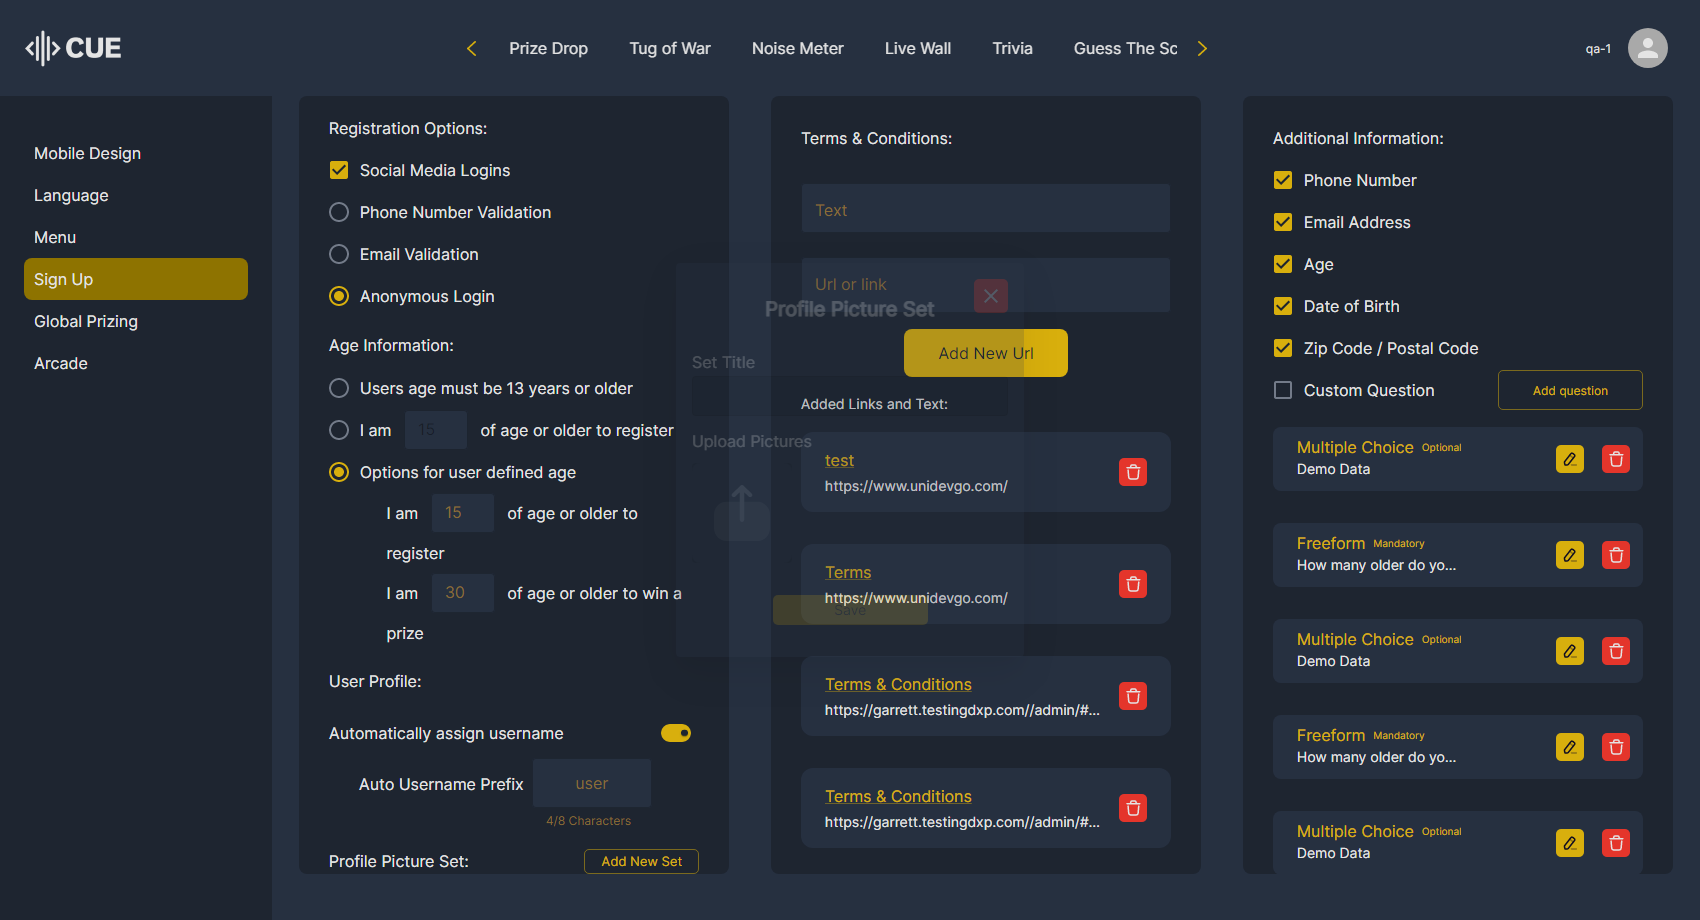 CUE
Prize Drop
Tug of War
Noise Meter
Live Wall
Trivia
Guess The Sc
qa-1
Mobile Design
Language
Menu
Sign Up
Global Prizing
Arcade
Registration Options:
Social Media Logins
Phone Number Validation
Email Validation
Anonymous Login
Age Information:
Users age must be 13 years or older
I am 15 of age or older to register
Options for user defined age
I am 15 of age or older to
register
I am 30 of age or older to win a
prize
User Profile:
Automatically assign username
Auto Username Prefix user
4/8 Characters
Profile Picture Set: Add New Set
Profile Picture Set
Set Title
Upload Pictures
Save
Terms & Conditions:
Text
Url or link
Add New Url
Added Links and Text:
test
https://www.unidevgo.com/
Terms
https://www.unidevgo.com/
Terms & Conditions
https://garrett.testingdxp.com//admin/#...
Terms & Conditions
https://garrett.testingdxp.com//admin/#...
Additional Information:
Phone Number
Email Address
Age
Date of Birth
Zip Code / Postal Code
Custom Question Add question
Multiple Choice Optional
Demo Data
Freeform Mandatory
How many older do yo...
Multiple Choice Optional
Demo Data
Freeform Mandatory
How many older do yo...
Multiple Choice Optional
Demo Data